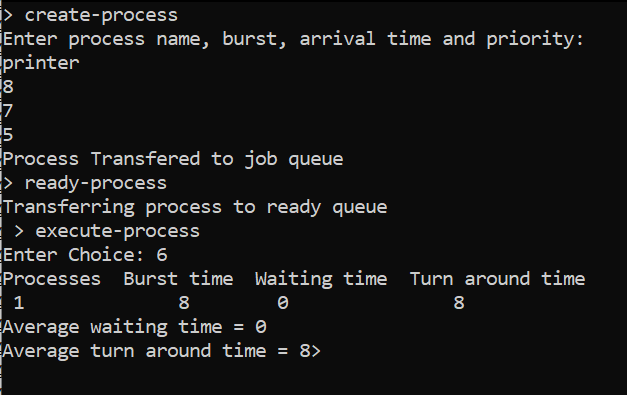 > create-process
Enter process name, burst, arrival time and priority:
printer
8
7
5
Process Transfered to job queue
> ready-process
Transferring process to ready queue
 > execute-process
Enter Choice: 6
Processes  Burst time  Waiting time  Turn around time
 1              8        0               8
Average waiting time = 0
Average turn around time = 8>